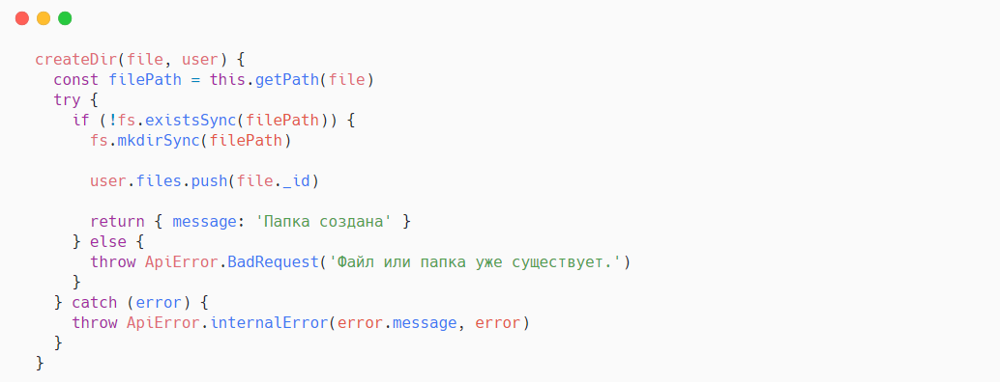 createDir(file, user) {
  const filePath = this.getPath(file)
  try {
    if (!fs.existsSync(filePath)) {
      fs.mkdirSync(filePath)

      user.files.push(file._id)

      return { message: 'Папка создана' }
    } else {
      throw ApiError.BadRequest('Файл или папка уже существует.')
    }
  } catch (error) {
    throw ApiError.internalError(error.message, error)
  }
}